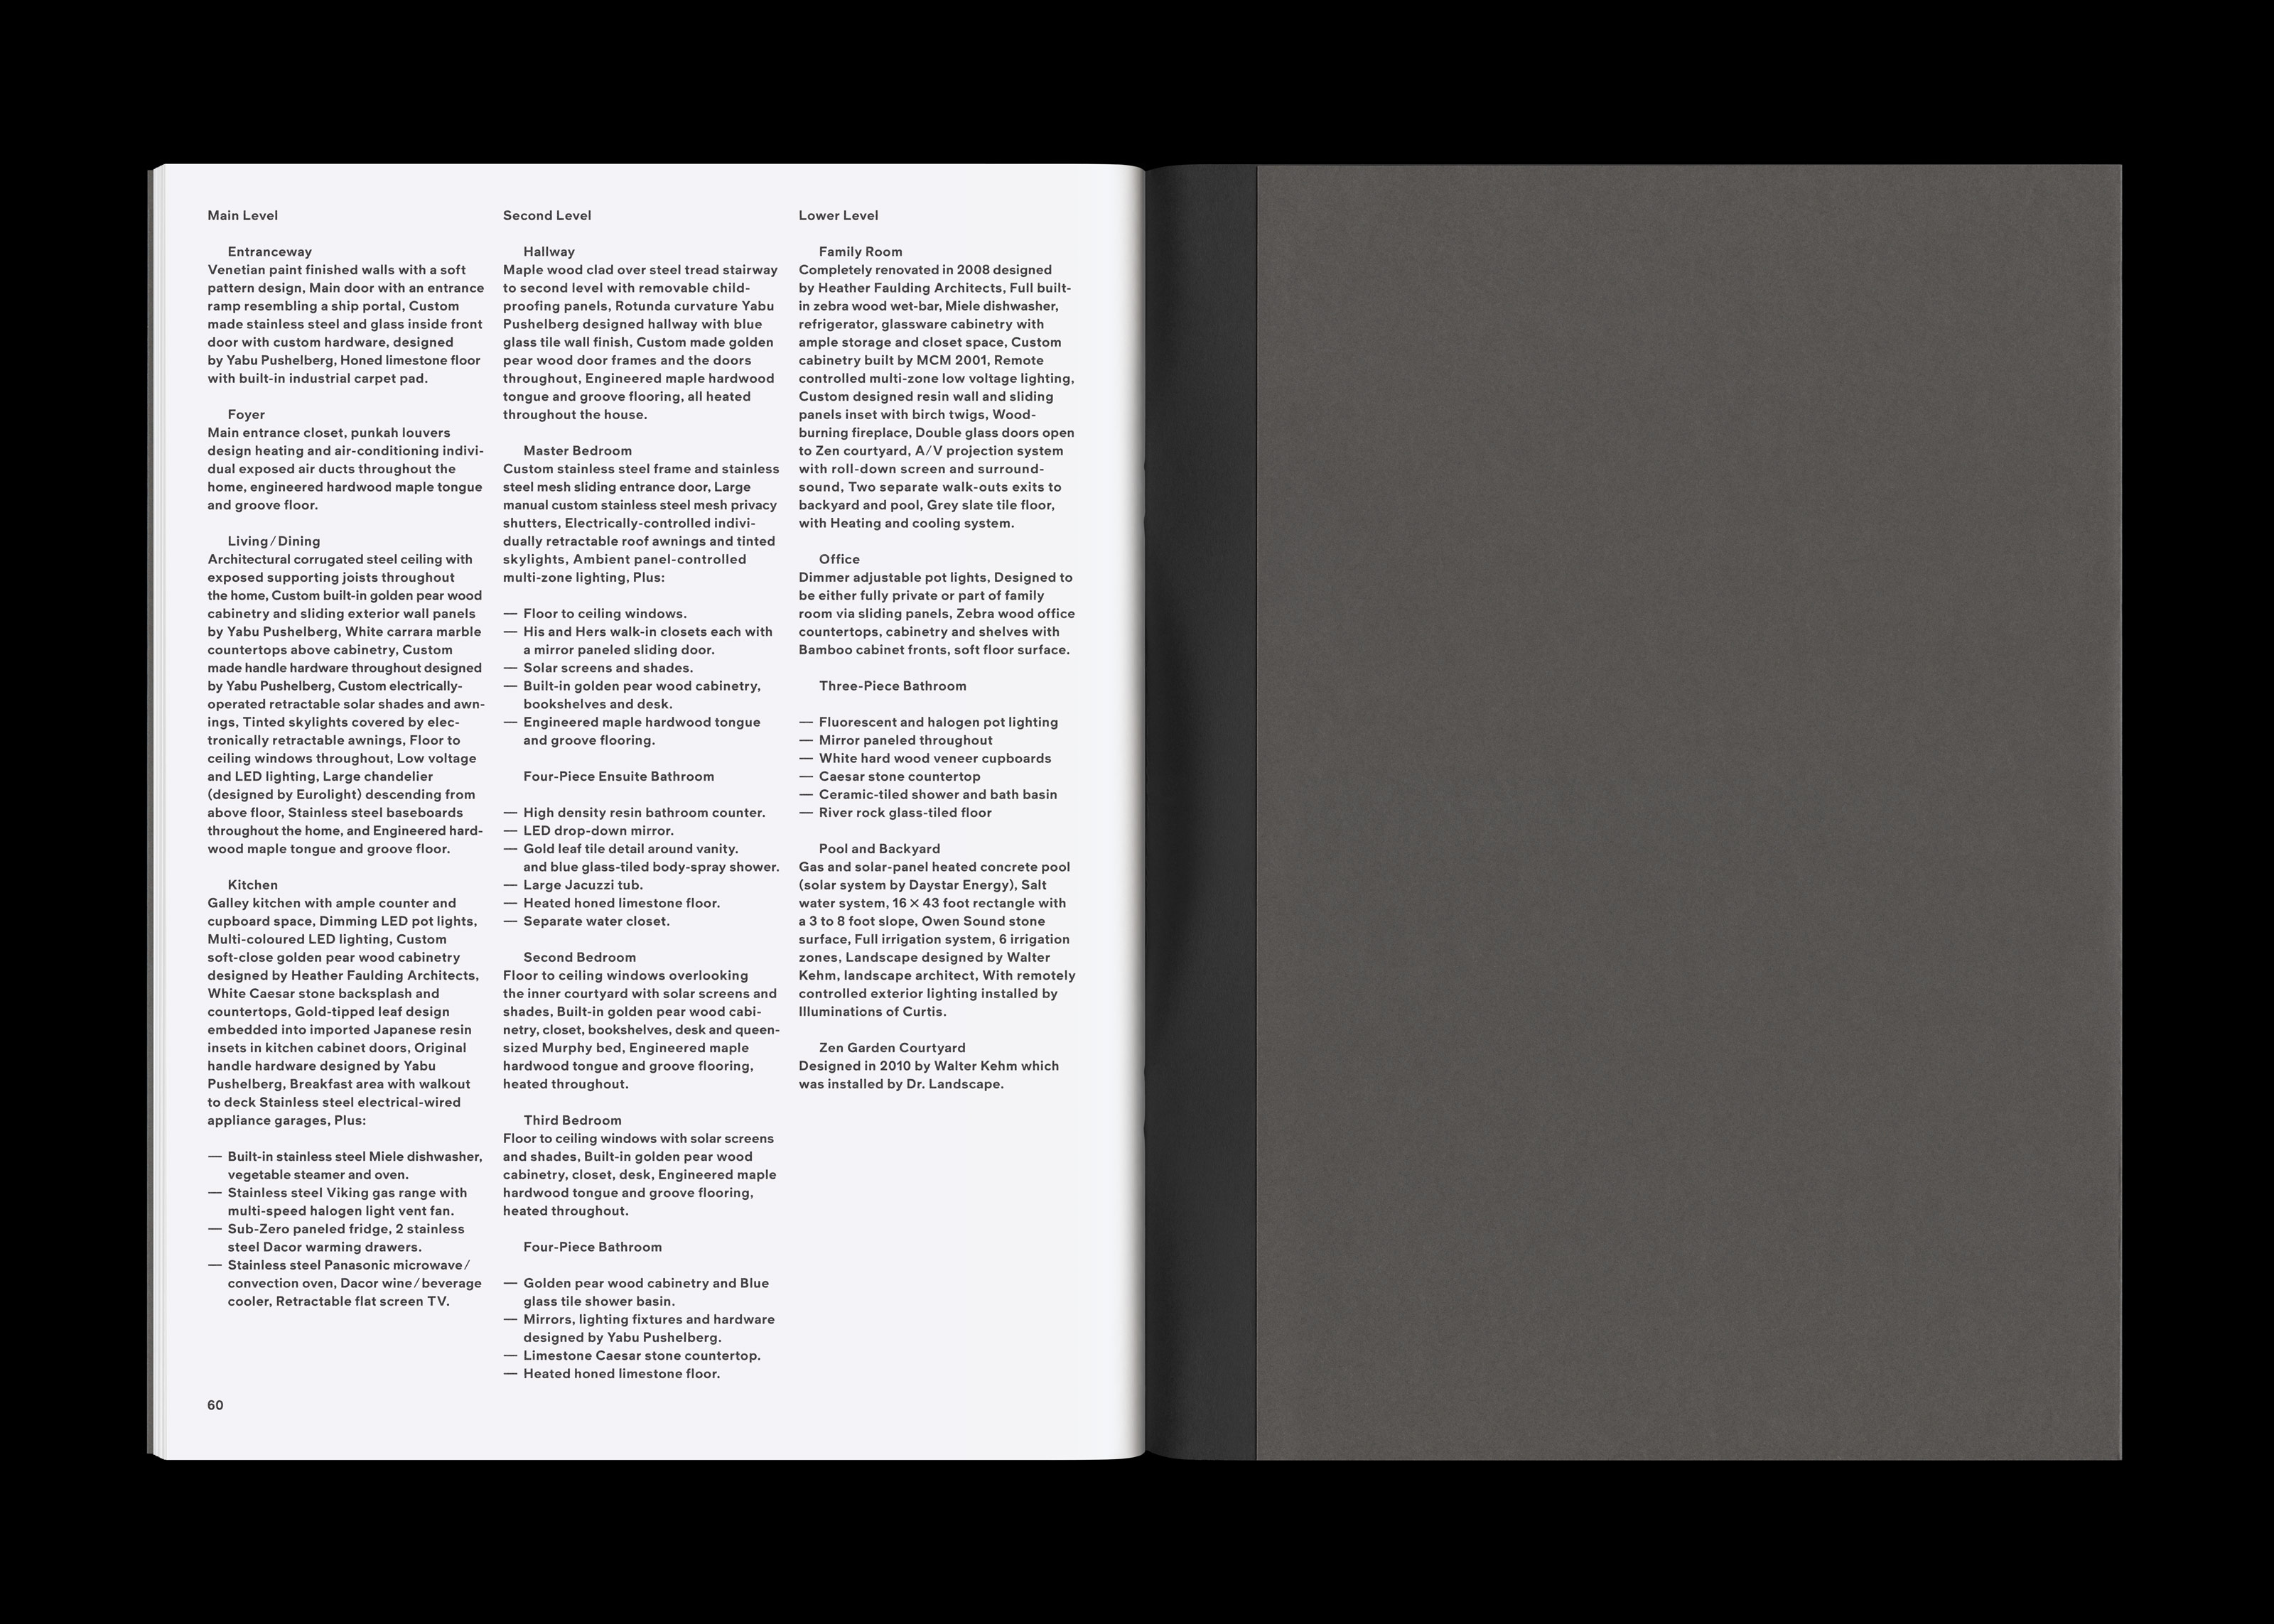 Main Level
Entranceway
Venetian paint finished walls with a soft
pattern design, Main door with an entrance
ramp resembling a ship portal, Custom
made stainless steel and glass inside front
door with custom hardware, designed
by Yabu Pushelberg, Honed limestone floor
with built-in industrial carpet pad.
Foyer
Main entrance closet, punkah louvers
design heating and air-conditioning indivi-
dual exposed air ducts throughout the
home, engineered hardwood maple tongue
and groove floor.
Living/Dining
Architectural corrugated steel ceiling with
exposed supporting joists throughout
the home, Custom built-in golden pear wood
cabinetry and sliding exterior wall panels
by Yabu Pushelberg, White carrara marble
countertops above cabinetry, Custom
made handle hardware throughout designed
by Yabu Pushelberg, Custom electrically-
operated retractable solar shades and awn-
ings, Tinted skylights covered by elec-
tronically retractable awnings, Floor to
ceiling windows throughout, Low voltage
and LED lighting, Large chandelier
(designed by Eurolight) descending from
above floor, Stainless steel baseboards
throughout the home, and Engineered hard-
wood maple tongue and groove floor.
Kitchen
Galley kitchen with ample counter and
cupboard space, Dimming LED pot lights,
Multi-coloured LED lighting, Custom
soft-close golden pear wood cabinetry
designed by Heather Faulding Architects,
White Caesar stone backsplash and
countertops, Gold-tipped leaf design
embedded into imported Japanese resin
insets in kitchen cabinet doors, Original
handle hardware designed by Yabu
Pushelberg, Breakfast area with walkout
to deck Stainless steel electrical-wired
appliance garages, Plus:
— Built-in stainless steel Miele dishwasher,
vegetable steamer and oven.
— Stainless steel Viking gas range with
multi-speed halogen light vent fan.
— Sub-Zero paneled fridge, 2 stainless
steel Dacor warming drawers.
— Stainless steel Panasonic microwave/
convection oven, Dacor wine/beverage
cooler, Retractable flat screen TV.
60
Second Level
Hallway
Maple wood clad over steel tread stairway
to second level with removable child-
proofing panels, Rotunda curvature Yabu
Pushelberg designed hallway with blue
glass tile wall finish, Custom made golden
pear wood door frames and the doors
throughout, Engineered maple hardwood
tongue and groove flooring, all heated
throughout the house.
Master Bedroom
Custom stainless steel frame and stainless
steel mesh sliding entrance door, Large
manual custom stainless steel mesh privacy
shutters, Electrically-controlled indivi-
dually retractable roof awnings and tinted
skylights, Ambient panel-controlled
multi-zone lighting, Plus:
— Floor to ceiling windows.
— His and Hers walk-in closets each with
a mirror paneled sliding door.
— Solar screens and shades.
— Built-in golden pear wood cabinetry,
bookshelves and desk.
— Engineered maple hardwood tongue
and groove flooring.
Four-Piece Ensuite Bathroom
— High density resin bathroom counter.
— LED drop-down mirror.
— Gold leaf tile detail around vanity.
and blue glass-tiled body-spray shower.
— Large Jacuzzi tub.
— Heated honed limestone floor.
— Separate water closet.
Second Bedroom
Floor to ceiling windows overlooking
the inner courtyard with solar screens and
shades, Built-in golden pear wood cabi-
netry, closet, bookshelves, desk and queen-
sized Murphy bed, Engineered maple
hardwood tongue and groove flooring,
heated throughout.
Third Bedroom
Floor to ceiling windows with solar screens
and shades, Built-in golden pear wood
cabinetry, closet, desk, Engineered maple
hardwood tongue and groove flooring,
heated throughout.
Four-Piece Bathroom
— Golden pear wood cabinetry and Blue
glass tile shower basin.
— Mirrors, lighting fixtures and hardware
designed by Yabu Pushelberg.
— Limestone Caesar stone countertop.
— Heated honed limestone floor.
Lower Level
Family Room
Completely renovated in 2008 designed
by Heather Faulding Architects, Full built-
in zebra wood wet-bar, Miele dishwasher,
refrigerator, glassware cabinetry with
ample storage and closet space, Custom
cabinetry built by MCM 2001, Remote
controlled multi-zone low voltage lighting,
Custom designed resin wall and sliding
panels inset with birch twigs, Wood-
burning fireplace, Double glass doors open
to Zen courtyard, A/V projection system
with roll-down screen and surround-
sound, Two separate walk-outs exits to
backyard and pool, Grey slate tile floor,
with Heating and cooling system.
Office
Dimmer adjustable pot lights, Designed to
be either fully private or part of family
room via sliding panels, Zebra wood office
countertops, cabinetry and shelves with
Bamboo cabinet fronts, soft floor surface.
Three-Piece Bathroom
— Fluorescent and halogen pot lighting
— Mirror paneled throughout
— White hard wood veneer cupboards
— Caesar stone countertop
— Ceramic-tiled shower and bath basin
— River rock glass-tiled floor
Pool and Backyard
Gas and solar-panel heated concrete pool
(solar system by Daystar Energy), Salt
water system, 16 × 43 foot rectangle with
a 3 to 8 foot slope, Owen Sound stone
surface, Full irrigation system, 6 irrigation
zones, Landscape designed by Walter
Kehm, landscape architect, With remotely
controlled exterior lighting installed by
Illuminations of Curtis.
Zen Garden Courtyard
Designed in 2010 by Walter Kehm which
was installed by Dr. Landscape.